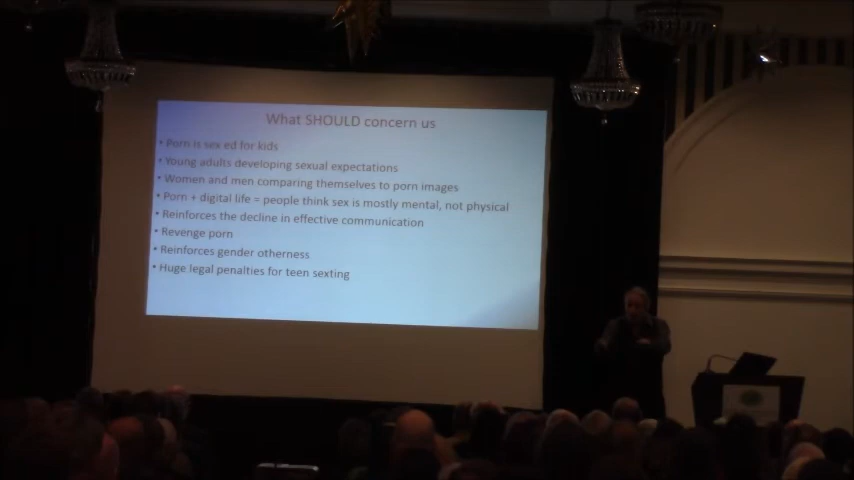 What SHOULD concern us
• Porn is sex ed for kids
• Young adults developing sexual expectations
• Women and men comparing themselves to porn images
• Porn + digital life = people think sex is mostly mental, not physical
• Reinforces the decline in effective communication
• Revenge porn
• Reinforces gender otherness
• Huge legal penalties for teen sexting